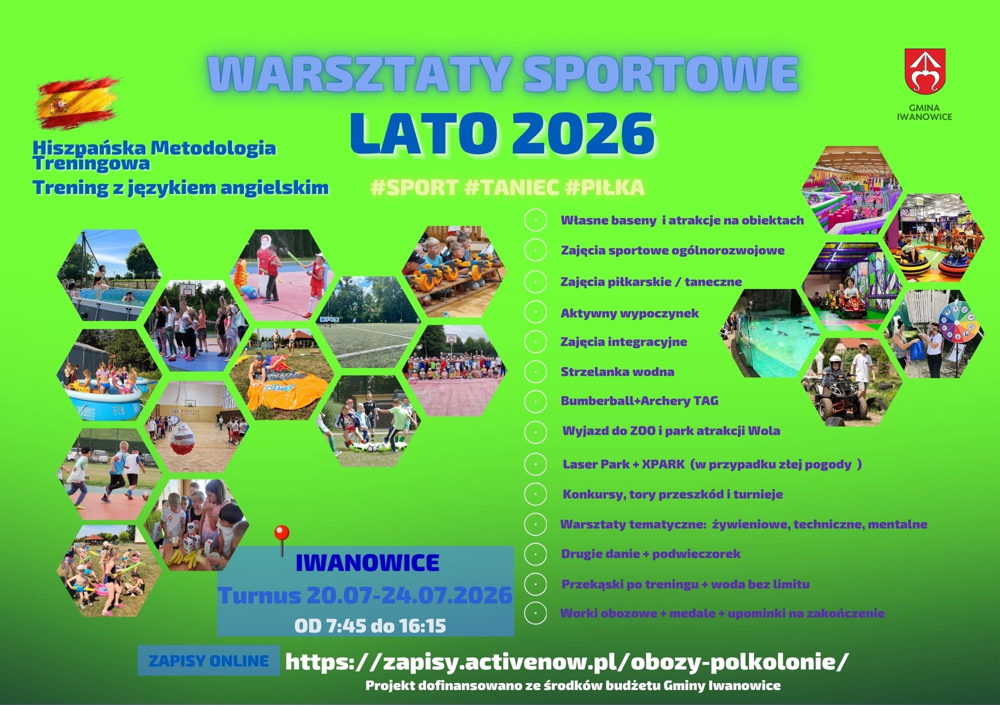 WARSZTATY SPORTOWE
LATO 2026
GMINA
IWANOWICE
Hiszpańska Metodologia
Treningowa
Trening z językiem angielskim
#SPORT #TANIEC #PIŁKA
Własne baseny  i atrakcje na obiektach
Zajęcia sportowe ogólnorozwojowe
Zajęcia piłkarskie / taneczne
Aktywny wypoczynek
Zajęcia integracyjne
Strzelanka wodna
Bumberball+Archery TAG
Wyjazd do ZOO i park atrakcji Wola
Laser Park + XPARK  (w przypadku złej pogody  )
Konkursy, tory przeszkód i turnieje
Warsztaty tematyczne:  żywieniowe, techniczne, mentalne
Drugie danie + podwieczorek
Przekąski po treningu + woda bez limitu
Worki obozowe + medale + upominki na zakończenie
IWANOWICE
Turnus 20.07-24.07.2026
OD 7:45 do 16:15
ZAPISY ONLINE
https://zapisy.activenow.pl/obozy-polkolonie/
Projekt dofinansowano ze środków budżetu Gminy Iwanowice